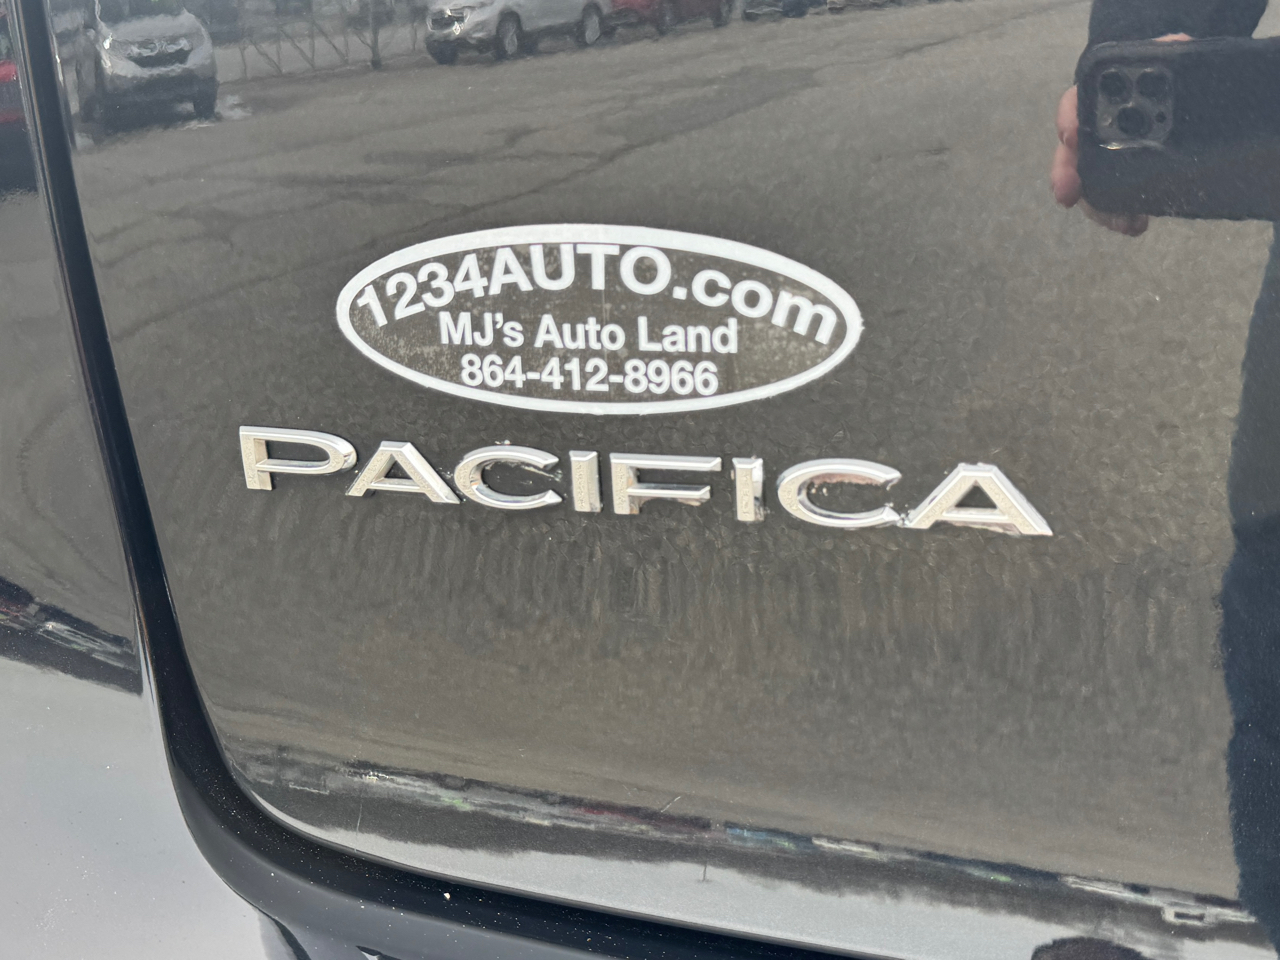 1234AUTO.com
MJ's Auto Land
864-412-8966
PACIFICA